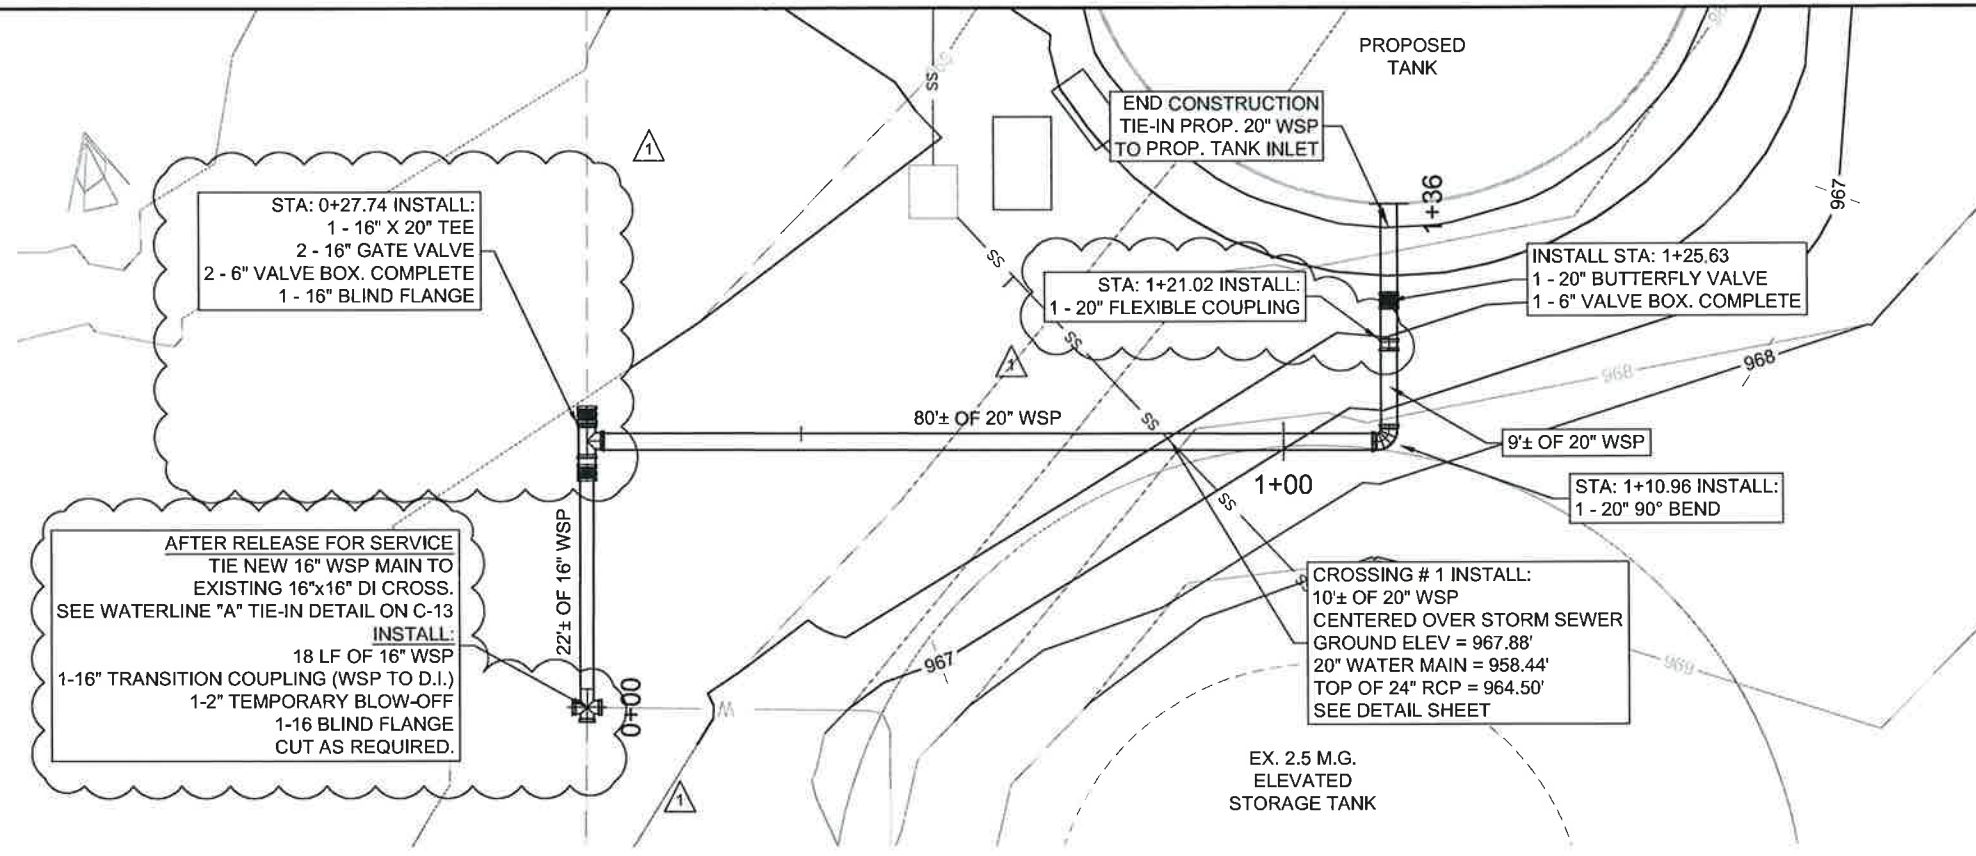 PROPOSED
TANK
SS
END CONSTRUCTION
TIE-IN PROP. 20" WSP
TO PROP. TANK INLET
1
1+36
967
STA: 0+27.74 INSTALL:
1 - 16" X 20" TEE
2 - 16" GATE VALVE
2 - 6" VALVE BOX. COMPLETE
1 - 16" BLIND FLANGE
SS
STA: 1+21.02 INSTALL:
1 - 20" FLEXIBLE COUPLING
INSTALL STA: 1+25.63
1 - 20" BUTTERFLY VALVE
1 - 6" VALVE BOX. COMPLETE
SS
1
968
968
80'± OF 20" WSP
SS
9'± OF 20" WSP
1+00
SS
STA: 1+10.96 INSTALL:
1 - 20" 90° BEND
22'± OF 16" WSP
AFTER RELEASE FOR SERVICE
TIE NEW 16" WSP MAIN TO
EXISTING 16"x16" DI CROSS.
SEE WATERLINE "A" TIE-IN DETAIL ON C-13
INSTALL:
18 LF OF 16" WSP
1-16" TRANSITION COUPLING (WSP TO D.I.)
1-2" TEMPORARY BLOW-OFF
1-16 BLIND FLANGE
CUT AS REQUIRED.
0+00
W
967
CROSSING # 1 INSTALL:
10'± OF 20" WSP
CENTERED OVER STORM SEWER
GROUND ELEV = 967.88'
20" WATER MAIN = 958.44'
TOP OF 24" RCP = 964.50'
SEE DETAIL SHEET
969
1
EX. 2.5 M.G.
ELEVATED
STORAGE TANK